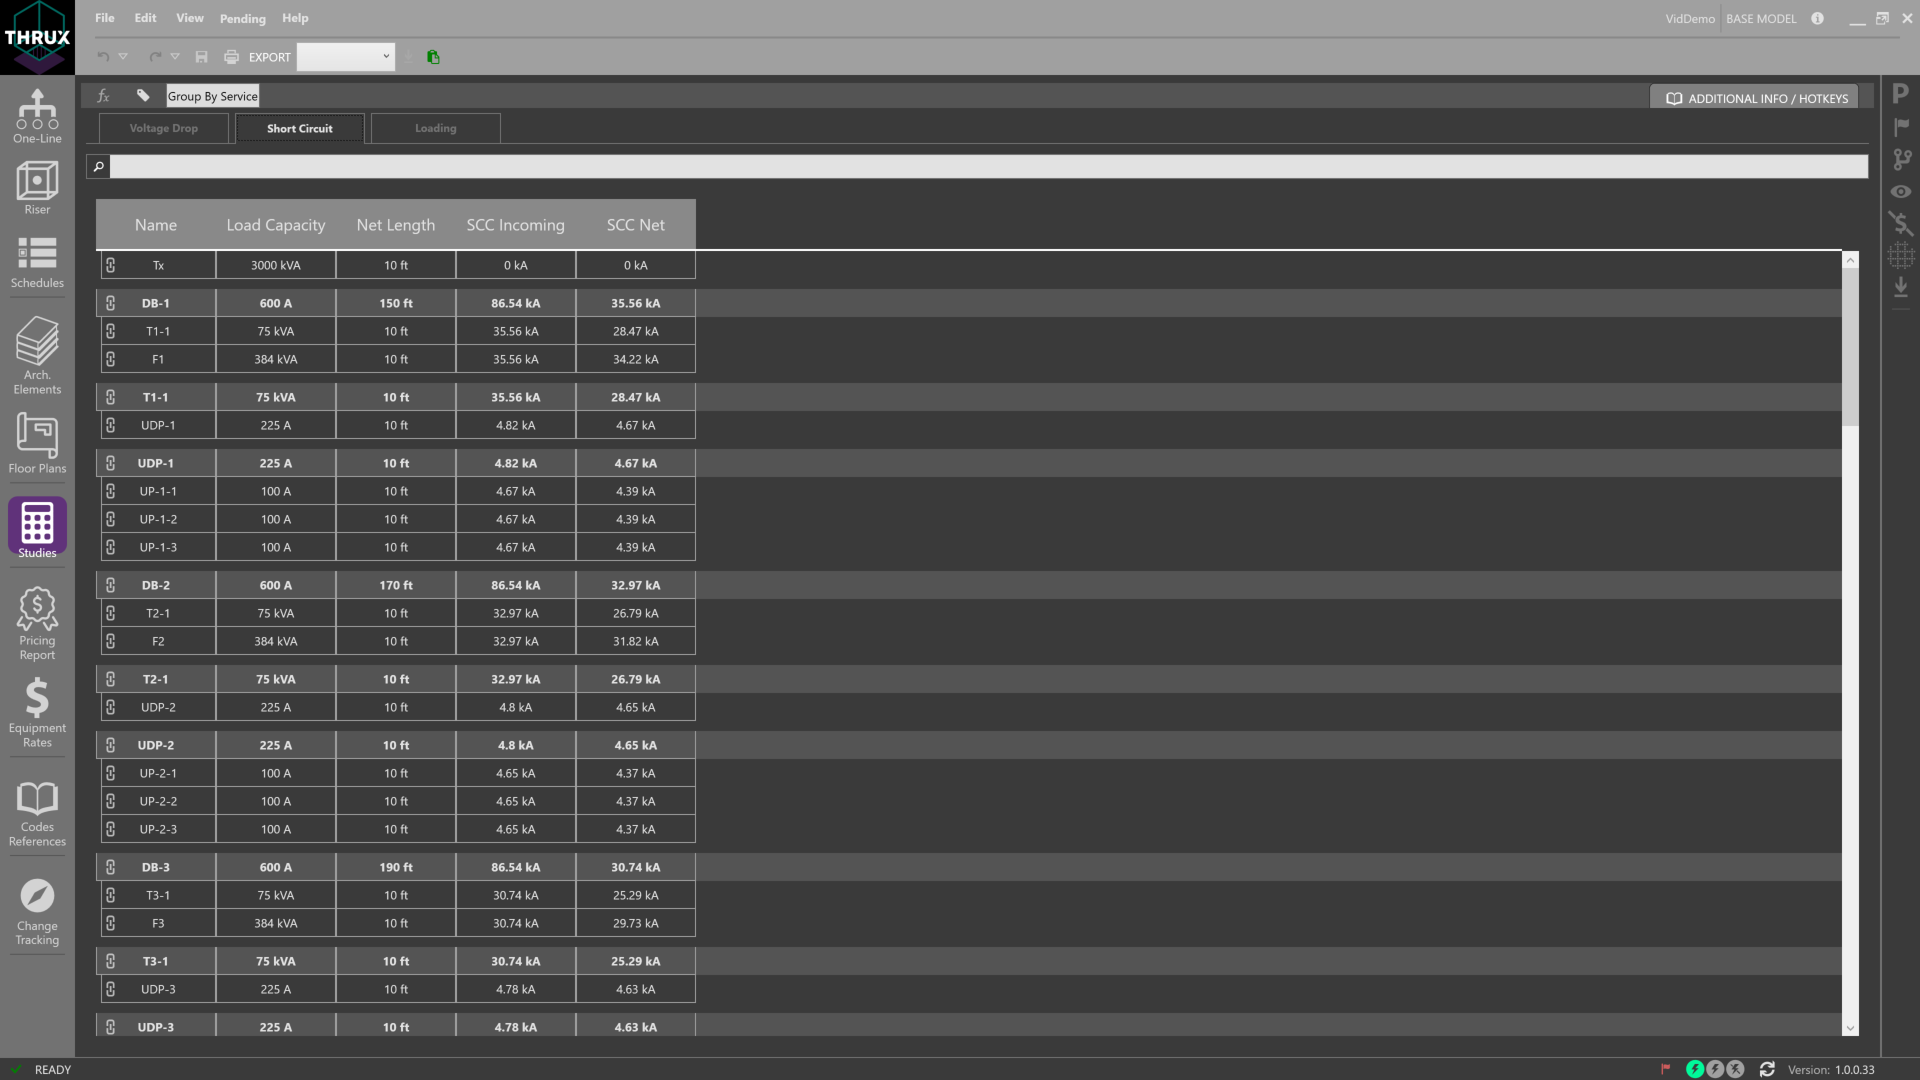 THRUX
File Edit View Pending Help
VidDemo BASE MODEL
EXPORT
fx Group By Service
ADDITIONAL INFO / HOTKEYS
Voltage Drop Short Circuit Loading
Name Load Capacity Net Length SCC Incoming SCC Net
Tx 3000 kVA 10 ft 0 kA 0 kA
DB-1 600 A 150 ft 86.54 kA 35.56 kA
T1-1 75 kVA 10 ft 35.56 kA 28.47 kA
F1 384 kVA 10 ft 35.56 kA 34.22 kA
T1-1 75 kVA 10 ft 35.56 kA 28.47 kA
UDP-1 225 A 10 ft 4.82 kA 4.67 kA
UDP-1 225 A 10 ft 4.82 kA 4.67 kA
UP-1-1 100 A 10 ft 4.67 kA 4.39 kA
UP-1-2 100 A 10 ft 4.67 kA 4.39 kA
UP-1-3 100 A 10 ft 4.67 kA 4.39 kA
DB-2 600 A 170 ft 86.54 kA 32.97 kA
T2-1 75 kVA 10 ft 32.97 kA 26.79 kA
F2 384 kVA 10 ft 32.97 kA 31.82 kA
T2-1 75 kVA 10 ft 32.97 kA 26.79 kA
UDP-2 225 A 10 ft 4.8 kA 4.65 kA
UDP-2 225 A 10 ft 4.8 kA 4.65 kA
UP-2-1 100 A 10 ft 4.65 kA 4.37 kA
UP-2-2 100 A 10 ft 4.65 kA 4.37 kA
UP-2-3 100 A 10 ft 4.65 kA 4.37 kA
DB-3 600 A 190 ft 86.54 kA 30.74 kA
T3-1 75 kVA 10 ft 30.74 kA 25.29 kA
F3 384 kVA 10 ft 30.74 kA 29.73 kA
T3-1 75 kVA 10 ft 30.74 kA 25.29 kA
UDP-3 225 A 10 ft 4.78 kA 4.63 kA
UDP-3 225 A 10 ft 4.78 kA 4.63 kA
One-Line
Riser
Schedules
Arch.
Elements
Floor Plans
Studies
Pricing
Report
Equipment
Rates
Codes
References
Change
Tracking
P
READY
Version: 1.0.0.33